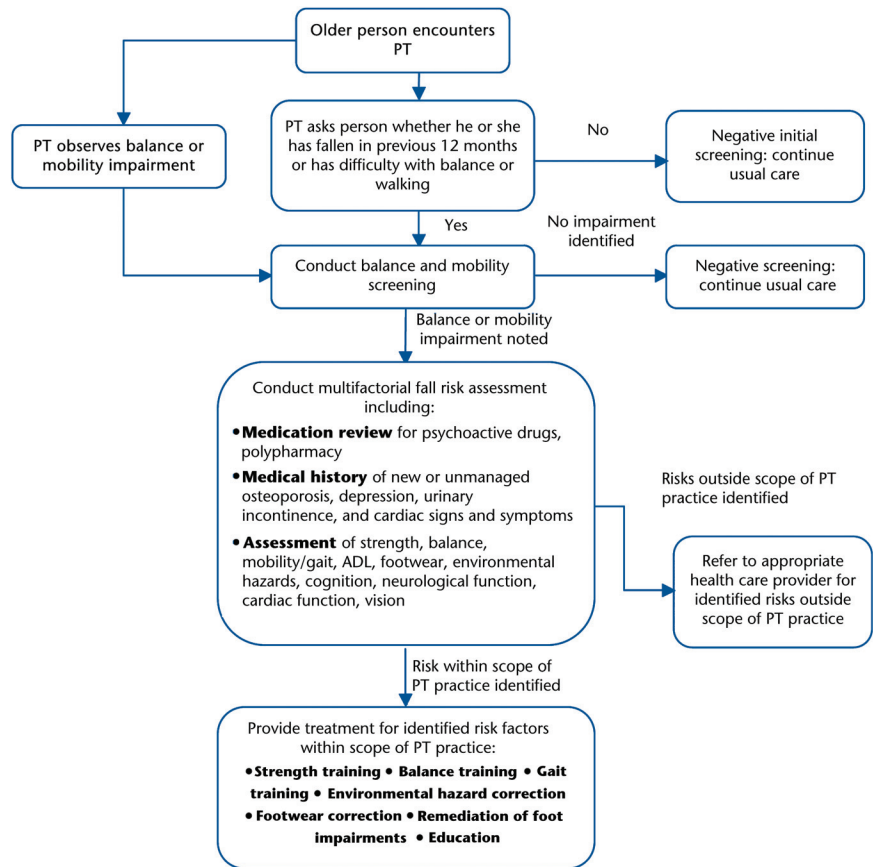 Older person encounters
PT
PT observes balance or
mobility impairment
PT asks person whether he or she
has fallen in previous 12 months
or has difficulty with balance or
walking
No
Negative initial
screening: continue
usual care
Yes
No impairment
identified
Conduct balance and mobility
screening
Negative screening:
continue usual care
Balance or mobility
impairment noted
Conduct multifactorial fall risk assessment
including:
•Medication review for psychoactive drugs,
polypharmacy
•Medical history of new or unmanaged
osteoporosis, depression, urinary
incontinence, and cardiac signs and symptoms
•Assessment of strength, balance,
mobility/gait, ADL, footwear, environmental
hazards, cognition, neurological function,
cardiac function, vision
Risks outside scope of PT
practice identified
Refer to appropriate
health care provider for
identified risks outside
scope of PT practice
Risk within scope of
PT practice identified
Provide treatment for identified risk factors
within scope of PT practice:
•Strength training • Balance training • Gait
training • Environmental hazard correction
•Footwear correction •Remediation of foot
impairments • Education